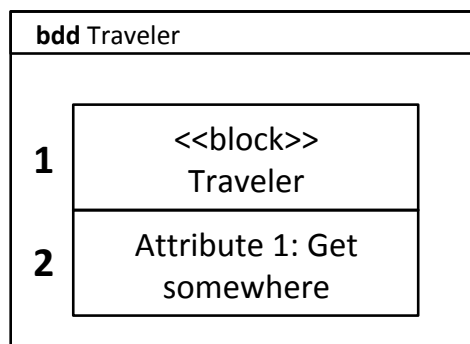 bdd Traveler
1
<<block>>
Traveler
2
Attribute 1: Get
somewhere